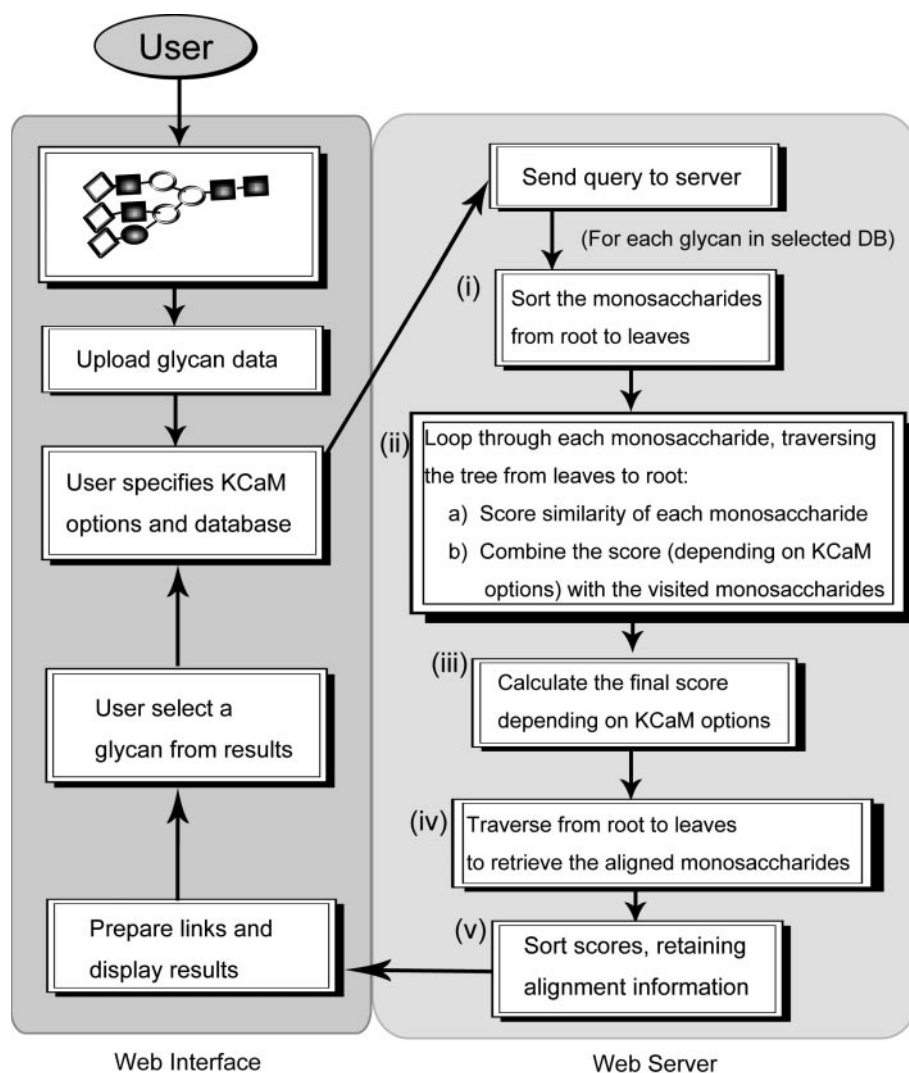 User
Upload glycan data
User specifies KCaM
options and database
User select a
glycan from results
Prepare links and
display results
Web Interface
Send query to server
(For each glycan in selected DB)
(i)
Sort the monosaccharides
from root to leaves
(ii)
Loop through each monosaccharide, traversing
the tree from leaves to root:
a) Score similarity of each monosaccharide
b) Combine the score (depending on KCaM
options) with the visited monosaccharides
(iii)
Calculate the final score
depending on KCaM options
(iv)
Traverse from root to leaves
to retrieve the aligned monosaccharides
(v)
Sort scores, retaining
alignment information
Web Server